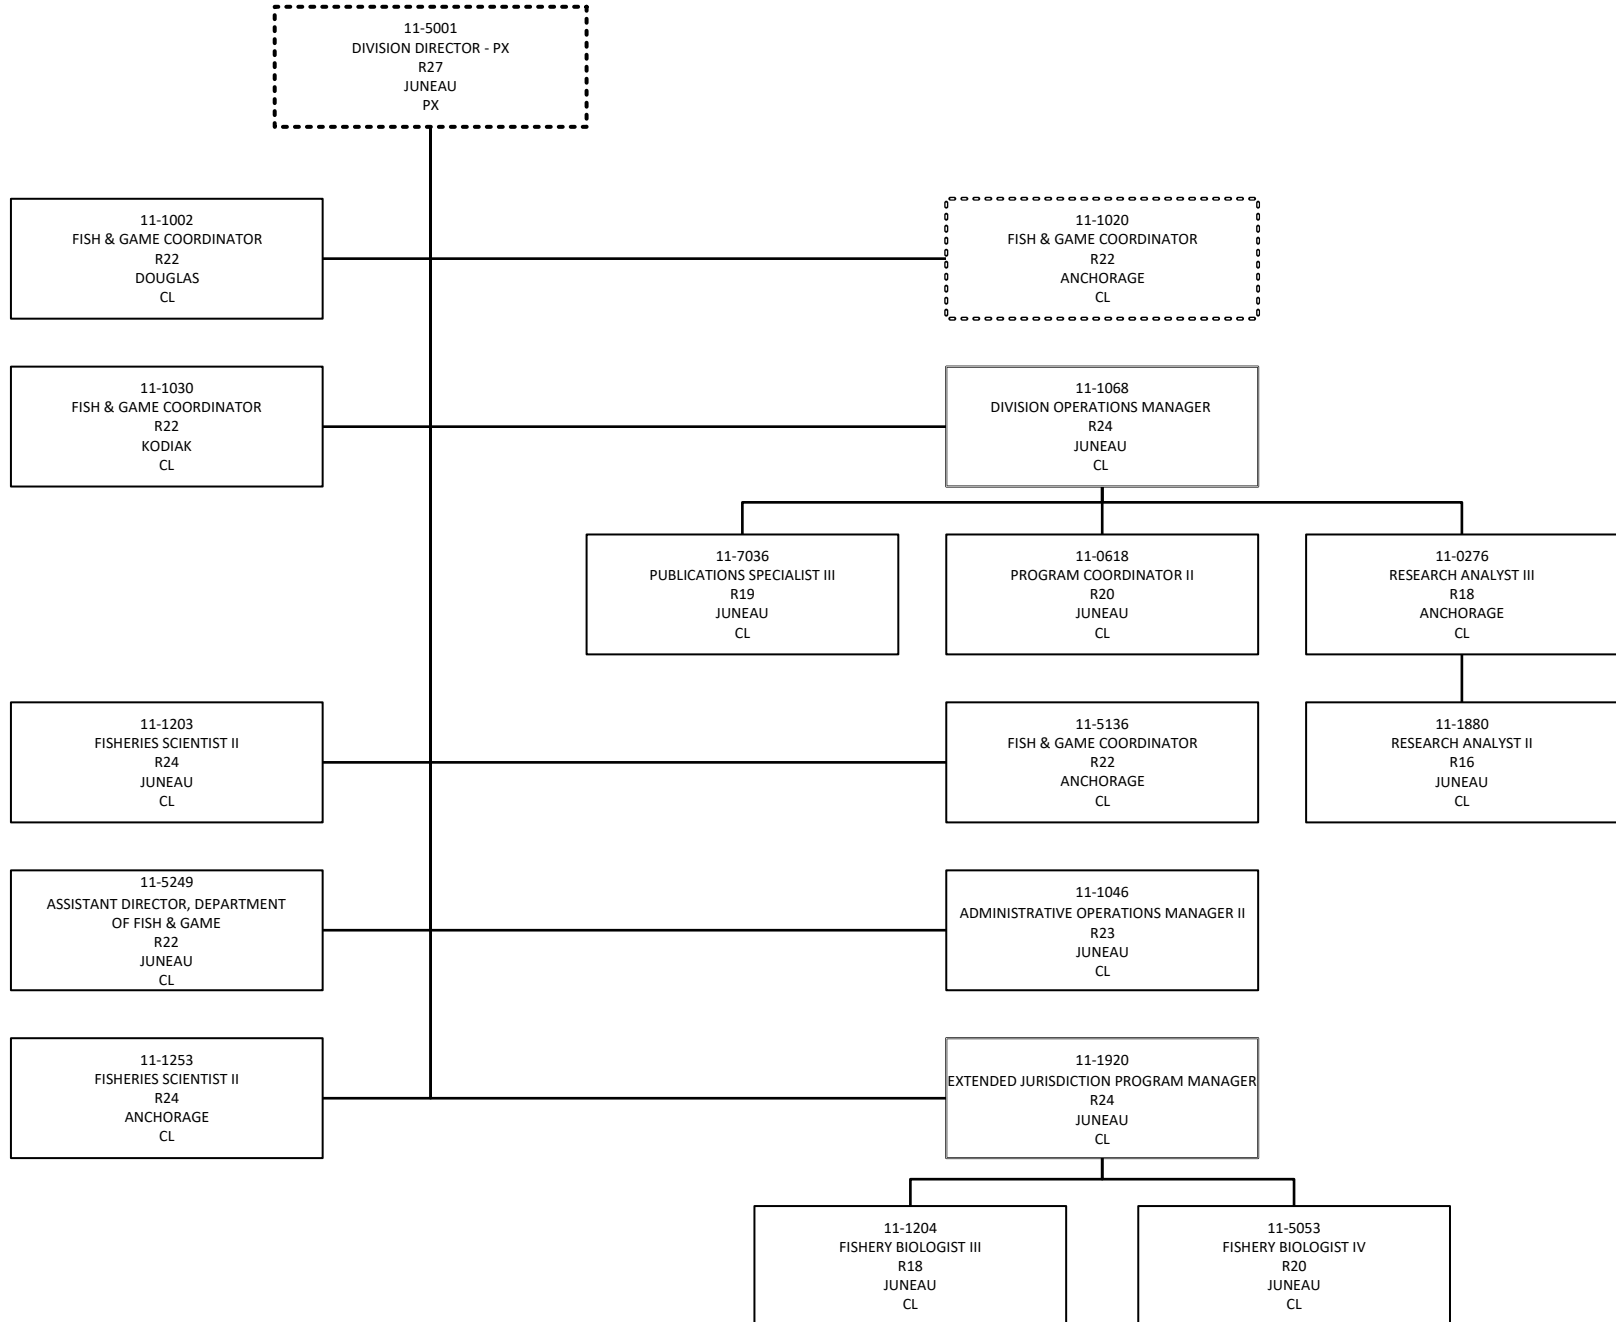 11-5001
DIVISION DIRECTOR - PX
R27
JUNEAU
PX
11-1002
FISH & GAME COORDINATOR
R22
DOUGLAS
CL
11-1020
FISH & GAME COORDINATOR
R22
ANCHORAGE
CL
11-1030
FISH & GAME COORDINATOR
R22
KODIAK
CL
11-1068
DIVISION OPERATIONS MANAGER
R24
JUNEAU
CL
11-7036
PUBLICATIONS SPECIALIST III
R19
JUNEAU
CL
11-0618
PROGRAM COORDINATOR II
R20
JUNEAU
CL
11-0276
RESEARCH ANALYST III
R18
ANCHORAGE
CL
11-1203
FISHERIES SCIENTIST II
R24
JUNEAU
CL
11-5136
FISH & GAME COORDINATOR
R22
ANCHORAGE
CL
11-1880
RESEARCH ANALYST II
R16
JUNEAU
CL
11-5249
ASSISTANT DIRECTOR, DEPARTMENT
OF FISH & GAME
R22
JUNEAU
CL
11-1046
ADMINISTRATIVE OPERATIONS MANAGER II
R23
JUNEAU
CL
11-1253
FISHERIES SCIENTIST II
R24
ANCHORAGE
CL
11-1920
EXTENDED JURISDICTION PROGRAM MANAGER
R24
JUNEAU
CL
11-1204
FISHERY BIOLOGIST III
R18
JUNEAU
CL
11-5053
FISHERY BIOLOGIST IV
R20
JUNEAU
CL